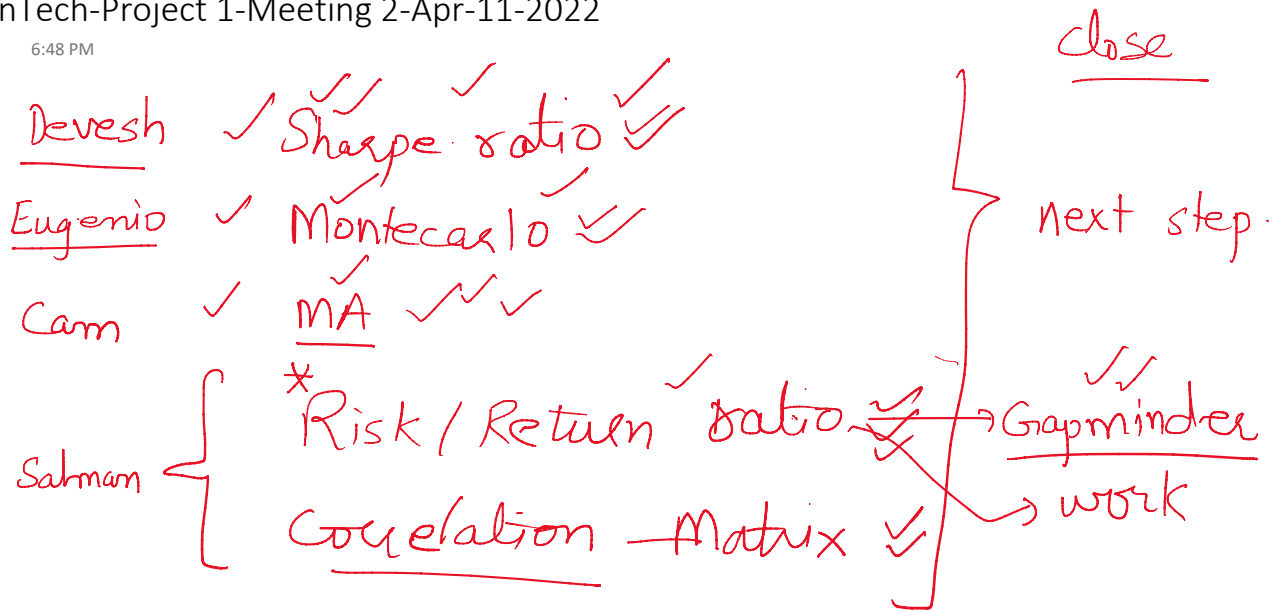 nTech-Project 1-Meeting 2-Apr-11-2022
6:48 PM
close
Devesh Sharpe ratio
Eugenio Montecarlo next step.
Cam MA
* Risk / Return ratio Gapminder
Salman work
Correlation Matrix